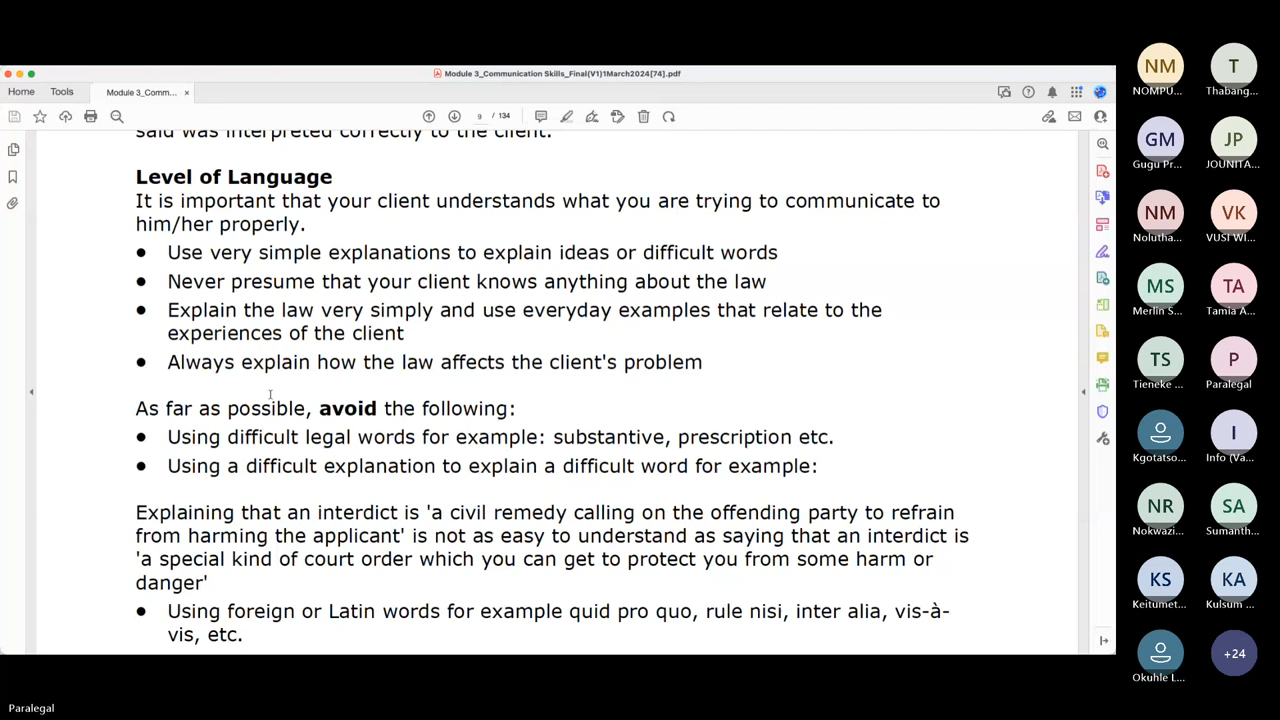 Module 3_Communication Skills_Final(V1)1March2024[74].pdf
Home Tools Module 3_Comm... ×
9 / 134
said was interpreted correctly to the client.
Level of Language
It is important that your client understands what you are trying to communicate to
him/her properly.
● Use very simple explanations to explain ideas or difficult words
● Never presume that your client knows anything about the law
● Explain the law very simply and use everyday examples that relate to the
experiences of the client
● Always explain how the law affects the client's problem
As far as possible, avoid the following:
● Using difficult legal words for example: substantive, prescription etc.
● Using a difficult explanation to explain a difficult word for example:
Explaining that an interdict is 'a civil remedy calling on the offending party to refrain
from harming the applicant' is not as easy to understand as saying that an interdict is
'a special kind of court order which you can get to protect you from some harm or
danger'
● Using foreign or Latin words for example quid pro quo, rule nisi, inter alia, vis-à-
vis, etc.
NM T
NOMPU... Thabang...
GM JP
Gugu Pr... JOUNITA...
NM VK
Nolutha... VUSI WI...
MS TA
Merlin S... Tamia A...
TS P
Tieneke ... Paralegal
I
Kgotatso... Info (Va...
NR SA
Nokwazi... Sumanth...
KS KA
Keitumet... Kulsum ...
+24
Okuhle L...
Paralegal